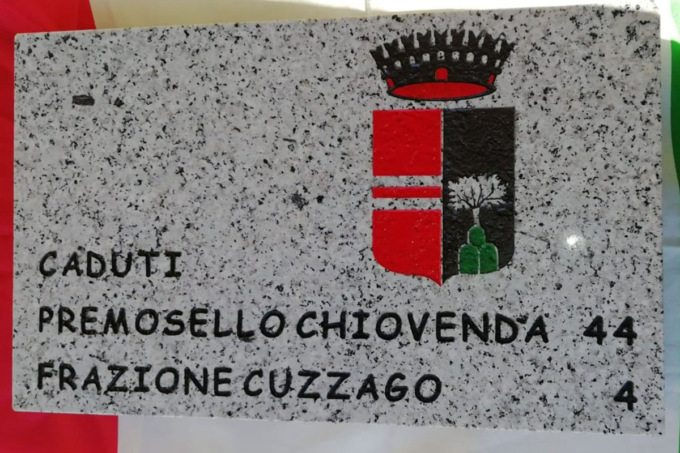 CADUTI
PREMOSELLO CHIOVENDA 44
FRAZIONE CUZZAGO 4